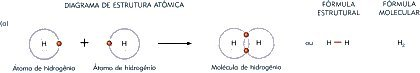 DIAGRAMA DE ESTRUTURA ATÔMICA
FÓRMULA ESTRUTURAL
FÓRMULA MOLECULAR
(a)
H + H → H H ou H — H H₂
Átomo de hidrogênio
Átomo de hidrogênio
Molécula de hidrogênio